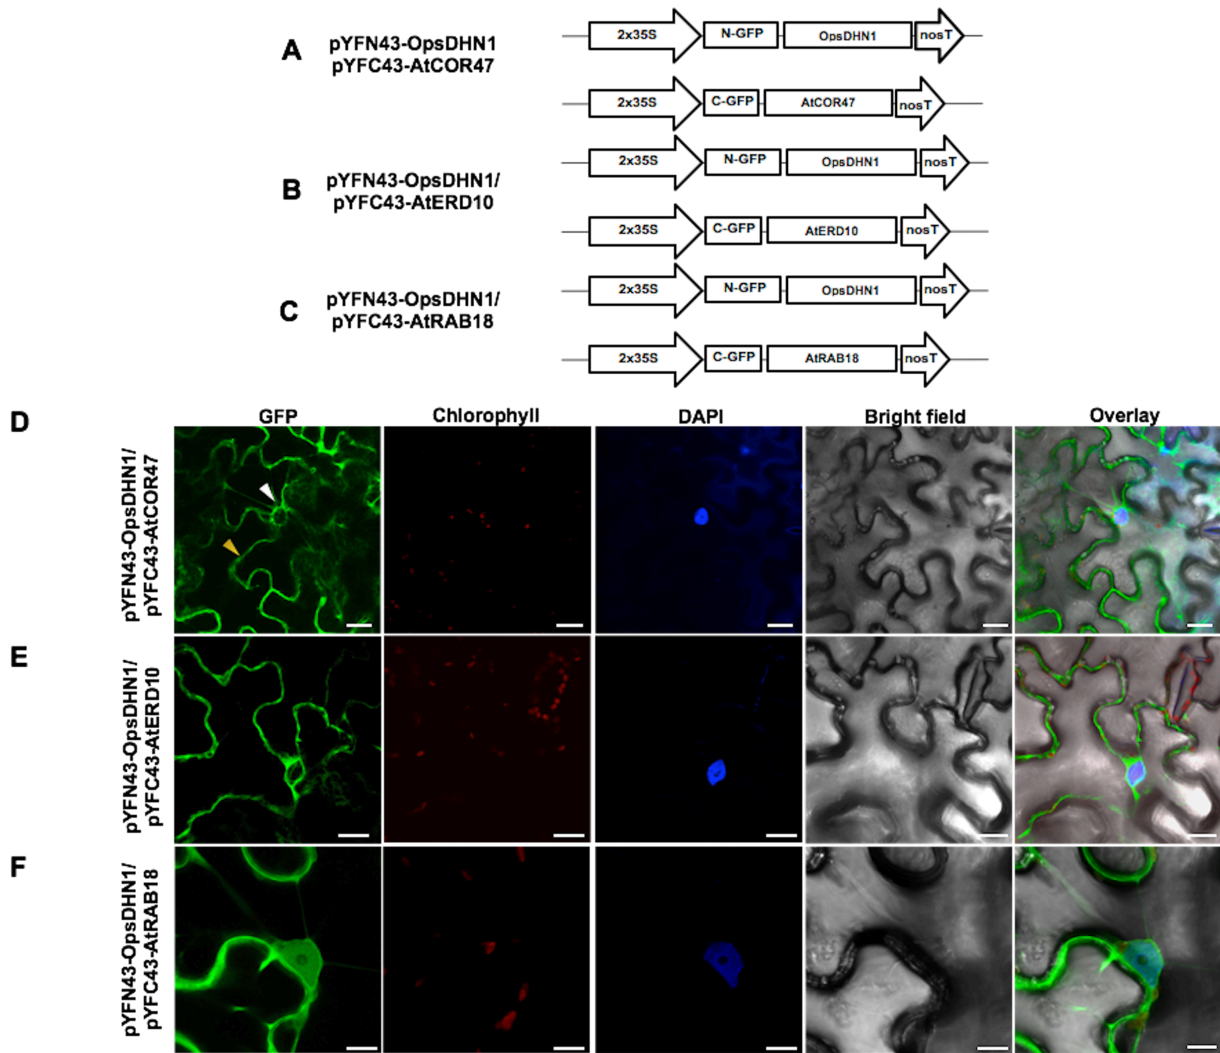 A
pYFN43-OpsDHN1
pYFC43-AtCOR47
2x35S N-GFP OpsDHN1 nosT
2x35S C-GFP AtCOR47 nosT
B
pYFN43-OpsDHN1/
pYFC43-AtERD10
2x35S N-GFP OpsDHN1 nosT
2x35S C-GFP AtERD10 nosT
C
pYFN43-OpsDHN1/
pYFC43-AtRAB18
2x35S N-GFP OpsDHN1 nosT
2x35S C-GFP AtRAB18 nosT
GFP Chlorophyll DAPI Bright field Overlay
D
pYFN43-OpsDHN1/
pYFC43-AtCOR47
E
pYFN43-OpsDHN1/
pYFC43-AtERD10
F
pYFN43-OpsDHN1/
pYFC43-AtRAB18